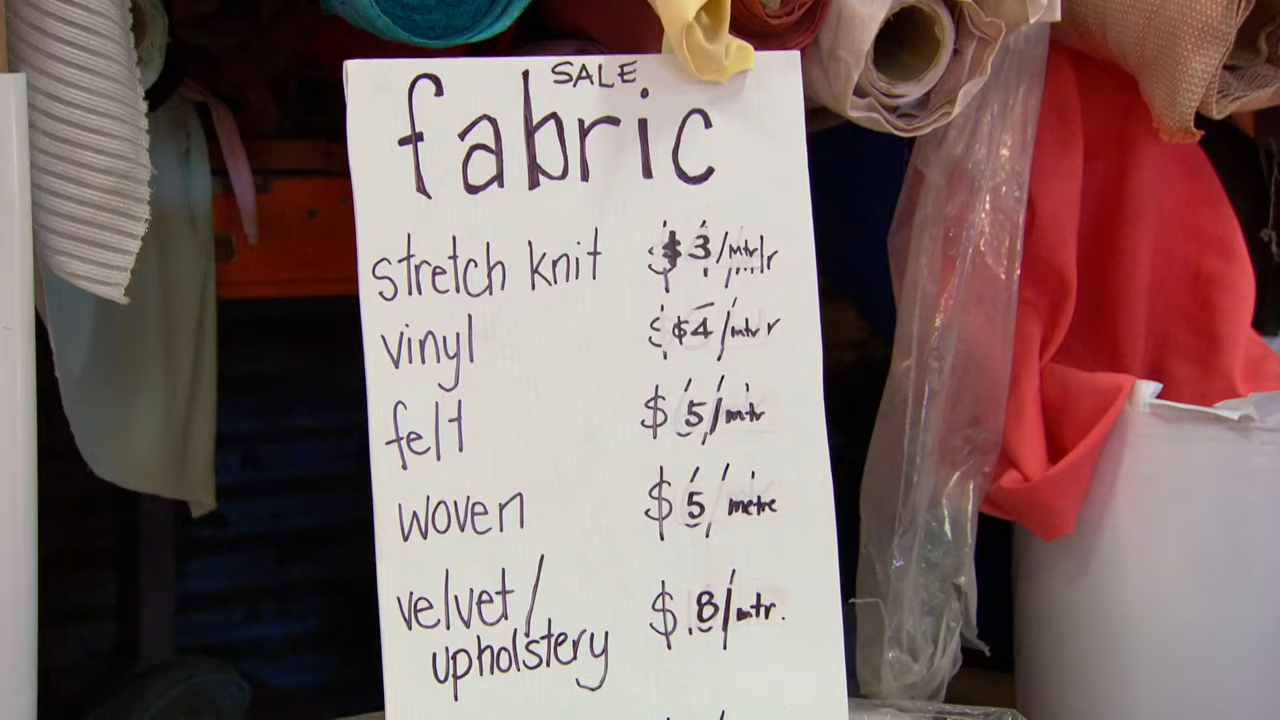 SALE
fabric
stretch knit $3/mtr
vinyl $4/mtr
felt $5/mtr
woven $5/metre
velvet/ $8/mtr.
upholstery